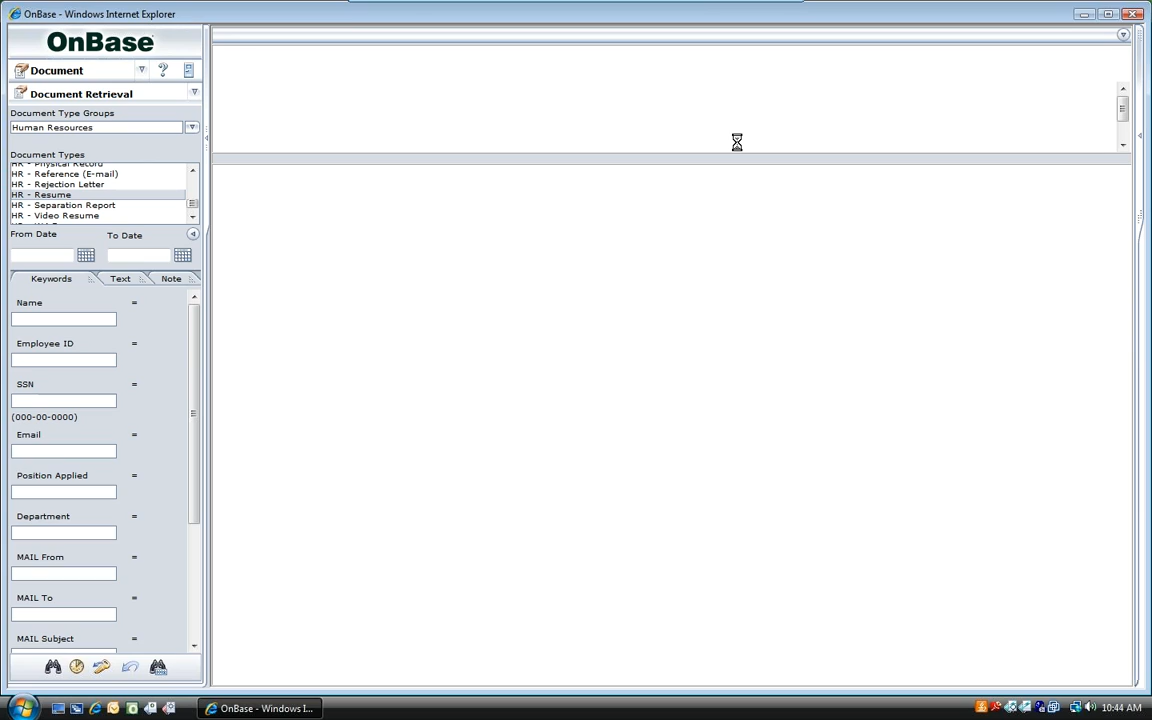 OnBase - Windows Internet Explorer
OnBase
Document
?
Document Retrieval
Document Type Groups
Human Resources
Document Types
HR - Physical Record
HR - Reference (E-mail)
HR - Rejection Letter
HR - Resume
HR - Separation Report
HR - Video Resume
From Date
To Date
Keywords
Text
Note
Name =
Employee ID =
SSN =
(000-00-0000)
Email =
Position Applied =
Department =
MAIL From =
MAIL To =
MAIL Subject =
OnBase - Windows I...
10:44 AM